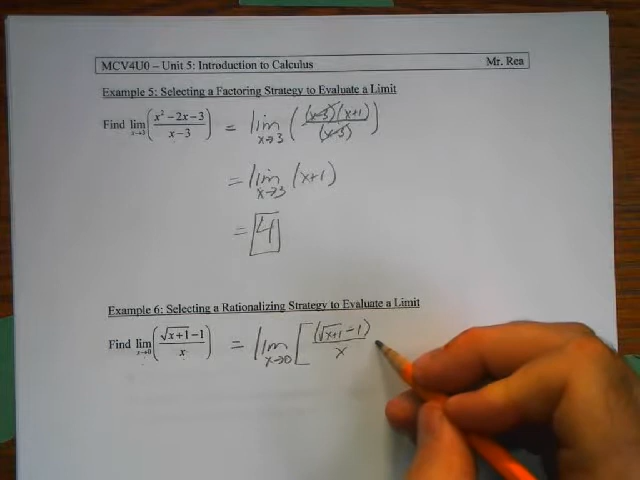 MCV4U0 – Unit 5: Introduction to Calculus Mr. Rea
Example 5: Selecting a Factoring Strategy to Evaluate a Limit
Find lim x→3 ( (x² − 2x − 3) / (x − 3) ) = lim x→3 ( (x−3)(x+1) / (x−3) )
= lim x→3 (x+1)
= 4
Example 6: Selecting a Rationalizing Strategy to Evaluate a Limit
Find lim x→0 ( (√(x+1) − 1) / x ) = lim x→0 [ (√(x+1) − 1) / x